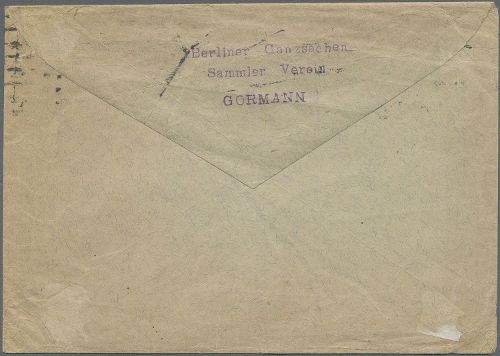 Berliner Ganzsachen
Sammler Verein
GORMANN